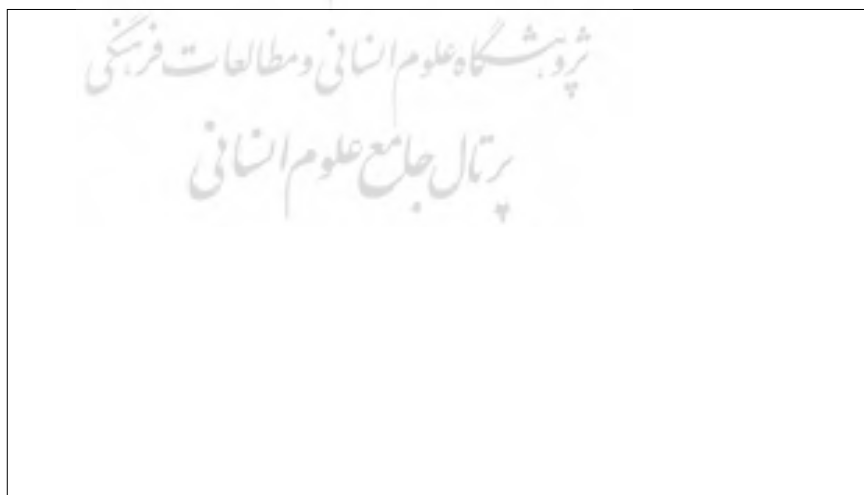 پژوهشگاه علوم انسانی و مطالعات فرهنگی
پرتال جامع علوم انسانی